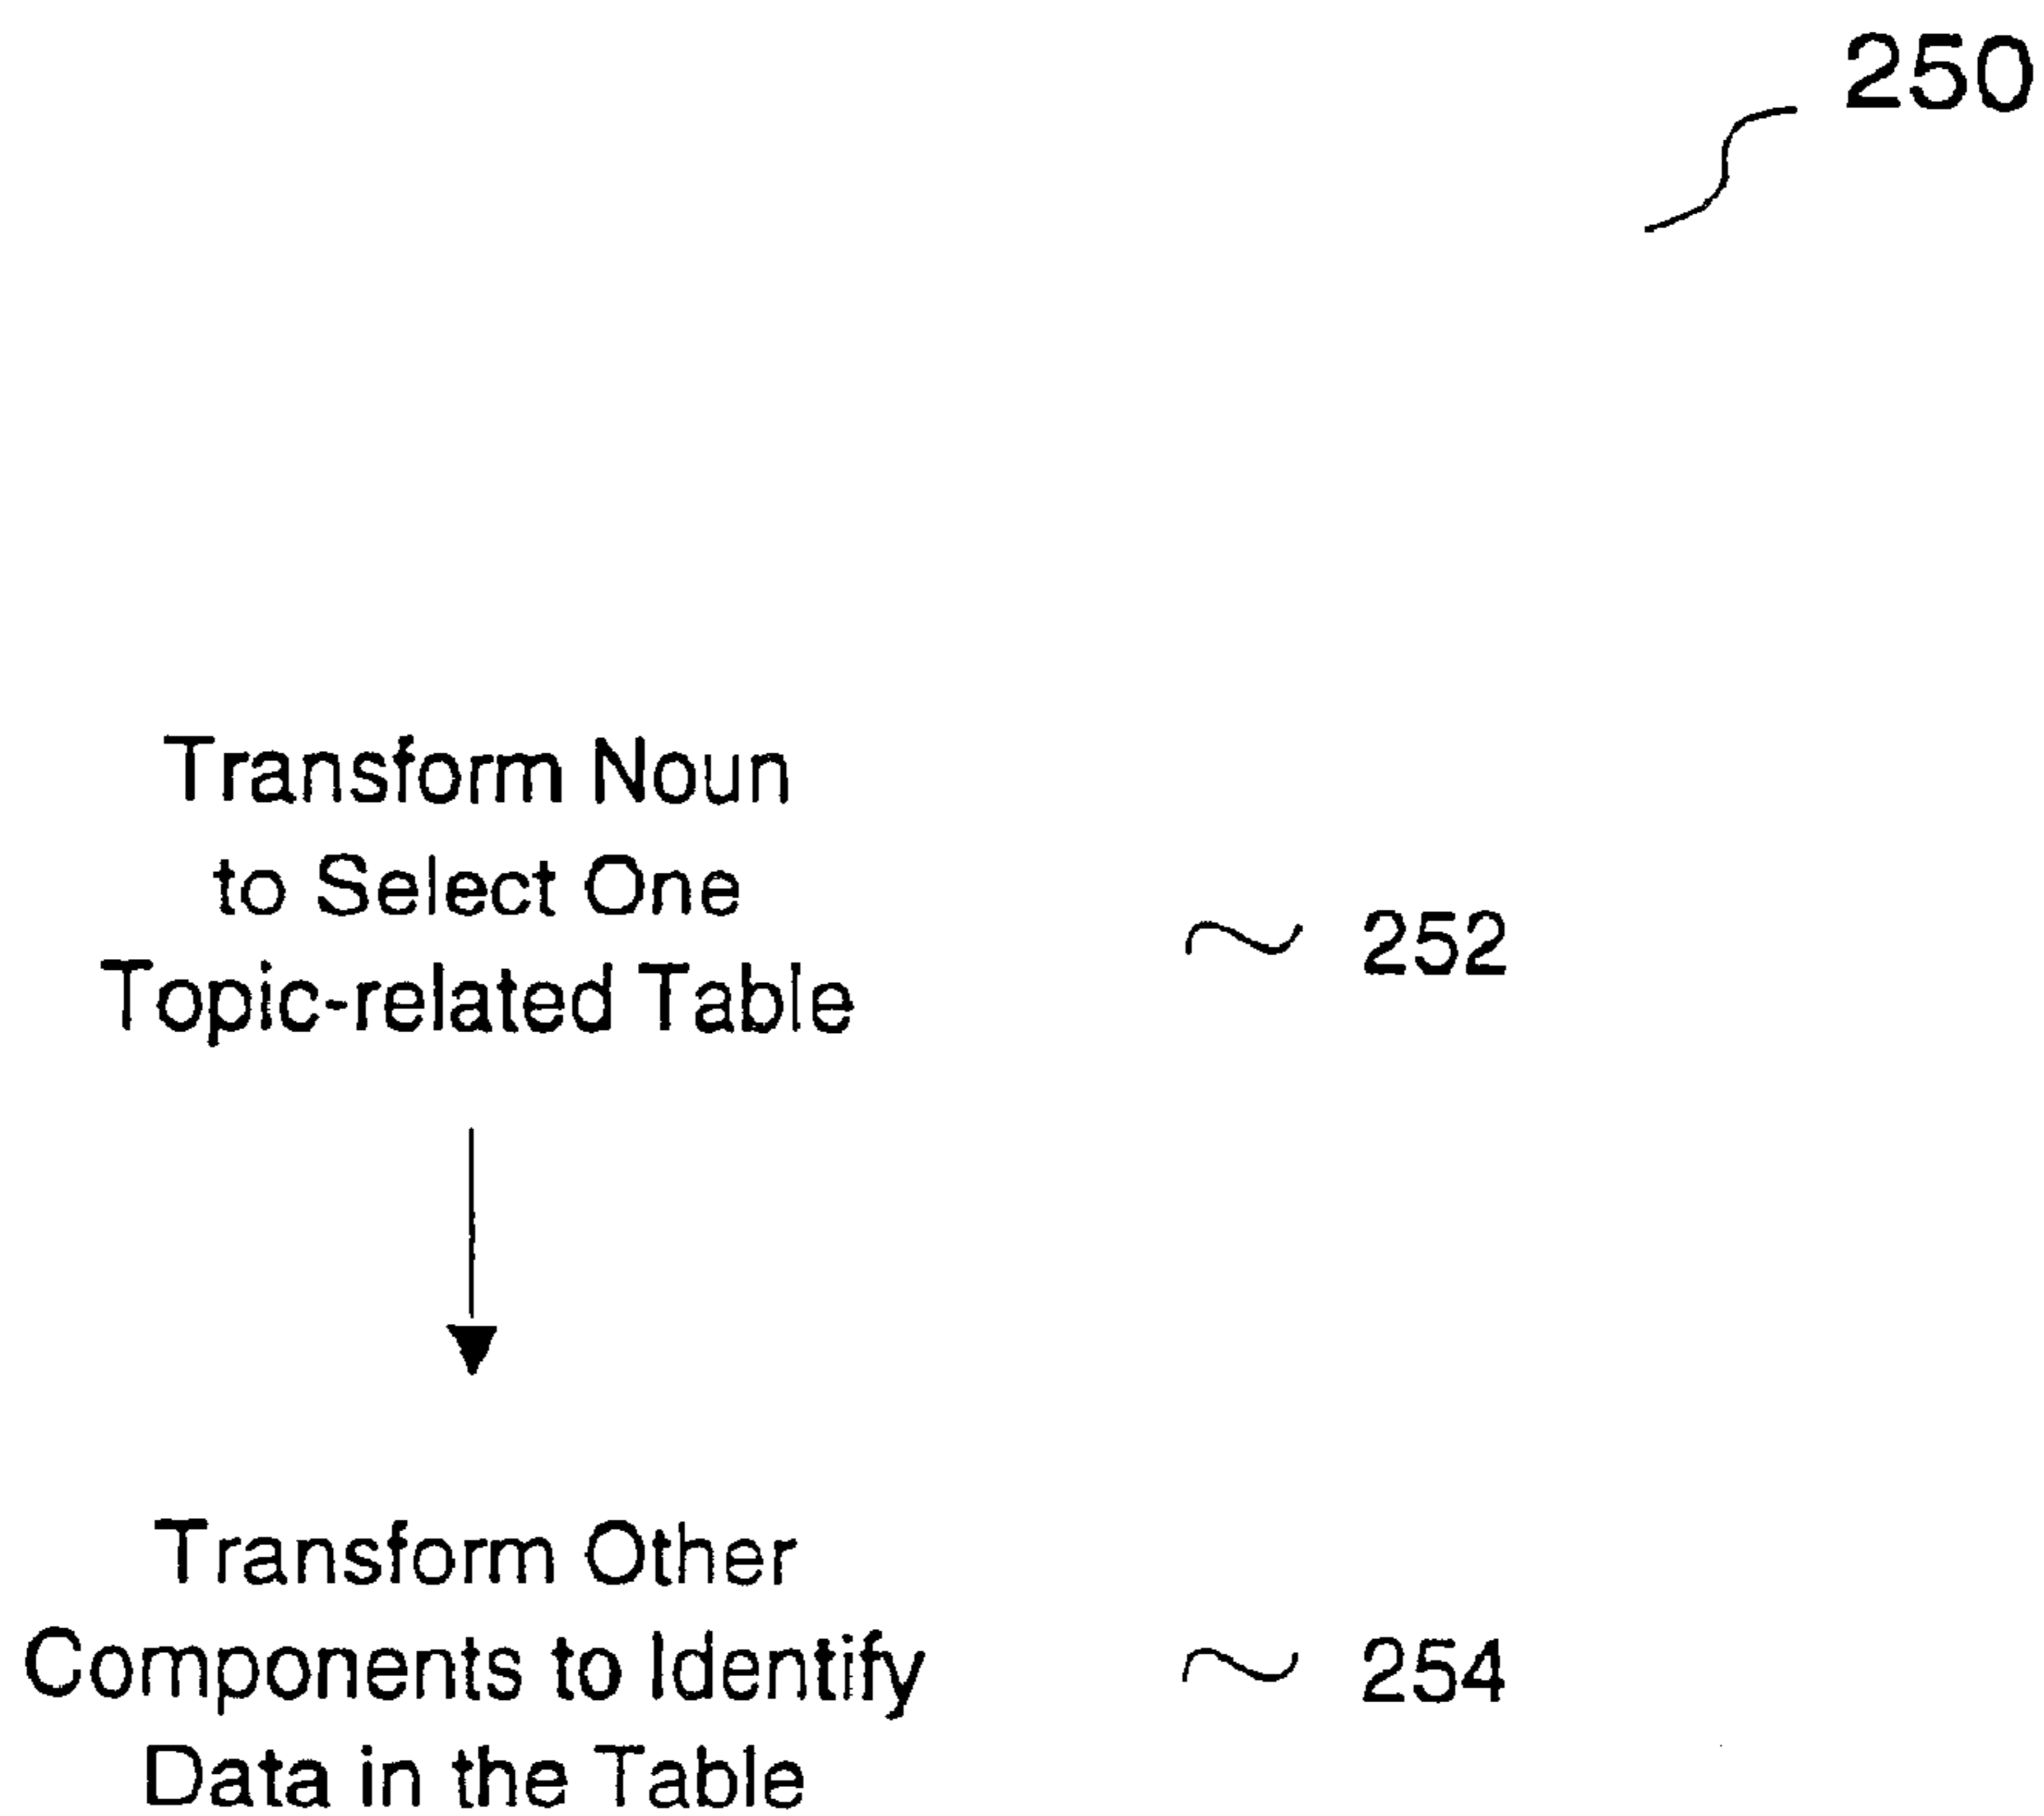 250
Transform Noun
to Select One
Topic-related Table
252
Transform Other
Components to Identify
Data in the Table
254